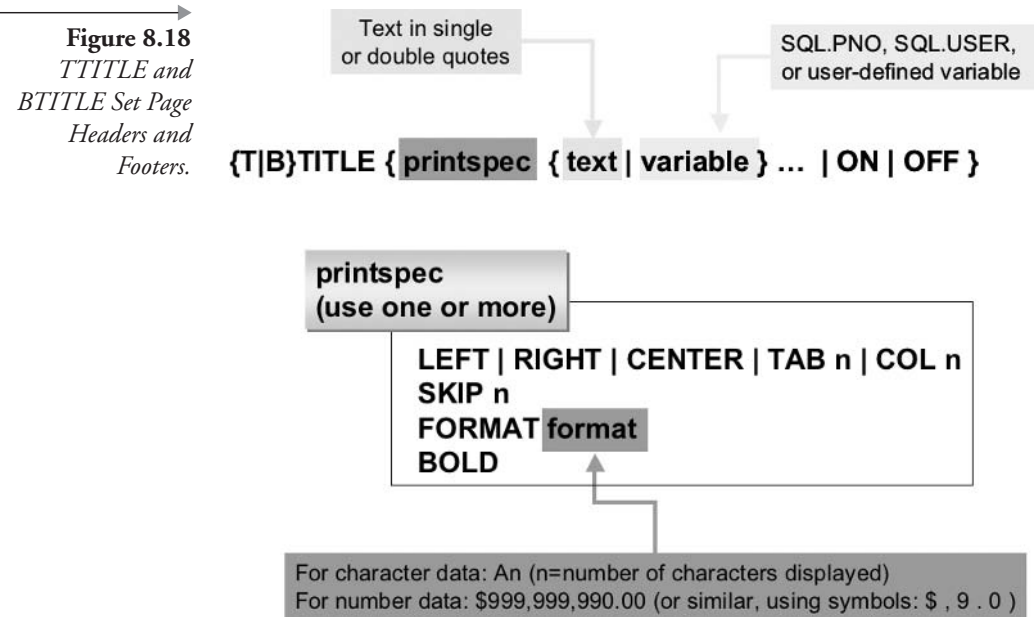 Figure 8.18
TTITLE and
BTITLE Set Page
Headers and
Footers.
Text in single
or double quotes
SQL.PNO, SQL.USER,
or user-defined variable
{T|B}TITLE { printspec { text | variable } ... | ON | OFF }
printspec
(use one or more)
LEFT | RIGHT | CENTER | TAB n | COL n
SKIP n
FORMAT format
BOLD
For character data: An (n=number of characters displayed)
For number data: $999,999,990.00 (or similar, using symbols: $ , 9 . 0 )